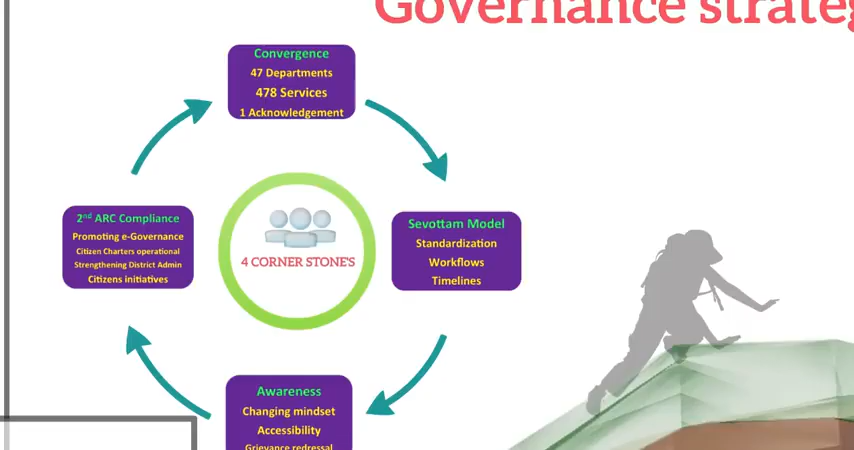 Governance strateg
Convergence
47 Departments
478 Services
1 Acknowledgement
Sevottam Model
Standardization
Workflows
Timelines
Awareness
Changing mindset
Accessibility
Grievance redressal
2nd ARC Compliance
Promoting e-Governance
Citizen Charters operational
Strengthening District Admin
Citizens initiatives
4 CORNER STONE'S